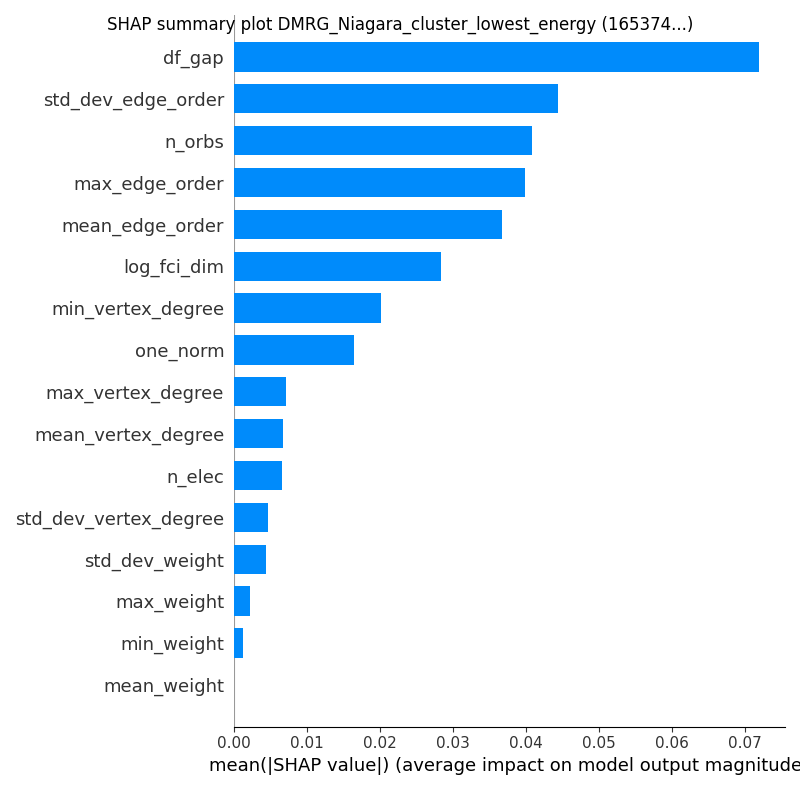 SHAP summary plot DMRG_Niagara_cluster_lowest_energy (165374...)
df_gap
std_dev_edge_order
n_orbs
max_edge_order
mean_edge_order
log_fci_dim
min_vertex_degree
one_norm
max_vertex_degree
mean_vertex_degree
n_elec
std_dev_vertex_degree
std_dev_weight
max_weight
min_weight
mean_weight
0.00 0.01 0.02 0.03 0.04 0.05 0.06 0.07
mean(|SHAP value|) (average impact on model output magnitude